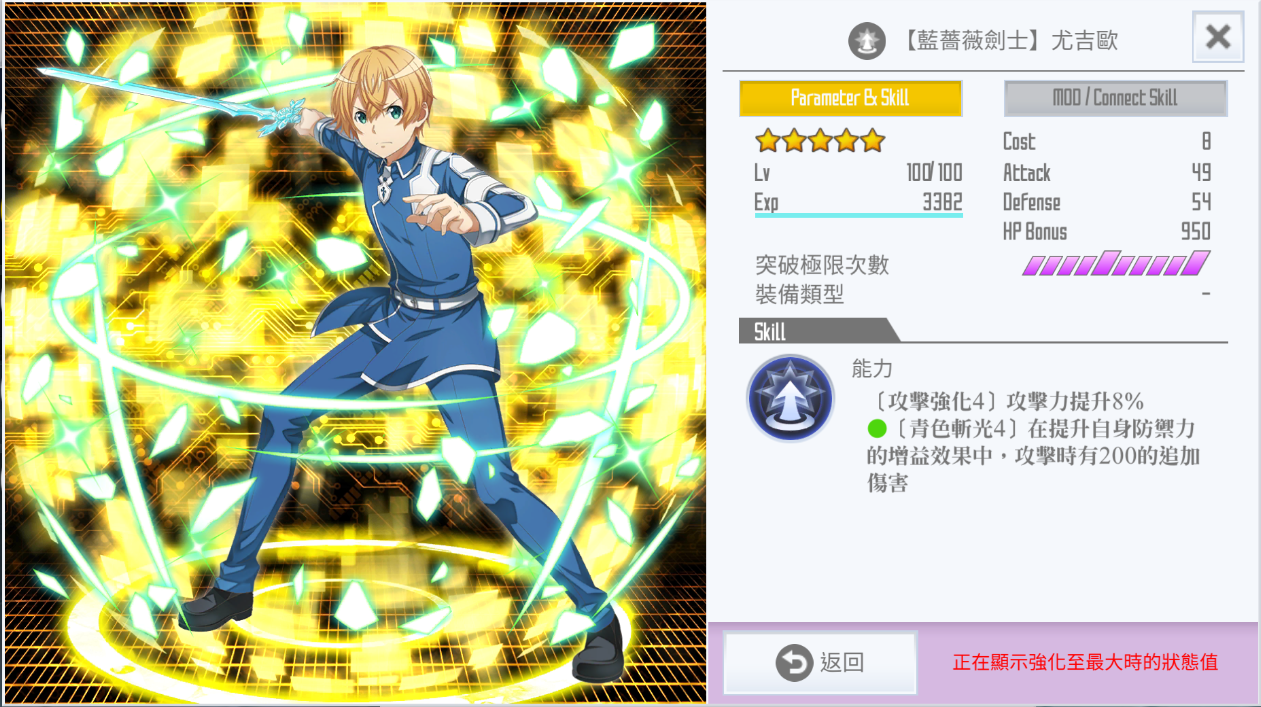 【藍薔薇劍士】尤吉歐
Parameter & Skill
MOD / Connect Skill
Lv 100/100
Exp 3382
Cost 8
Attack 49
Defense 54
HP Bonus 950
突破極限次數
裝備類型 -
Skill
能力
〔攻擊強化4〕攻擊力提升8%
〔青色斬光4〕在提升自身防禦力
的增益效果中，攻擊時有200的追加
傷害
返回
正在顯示強化至最大時的狀態值